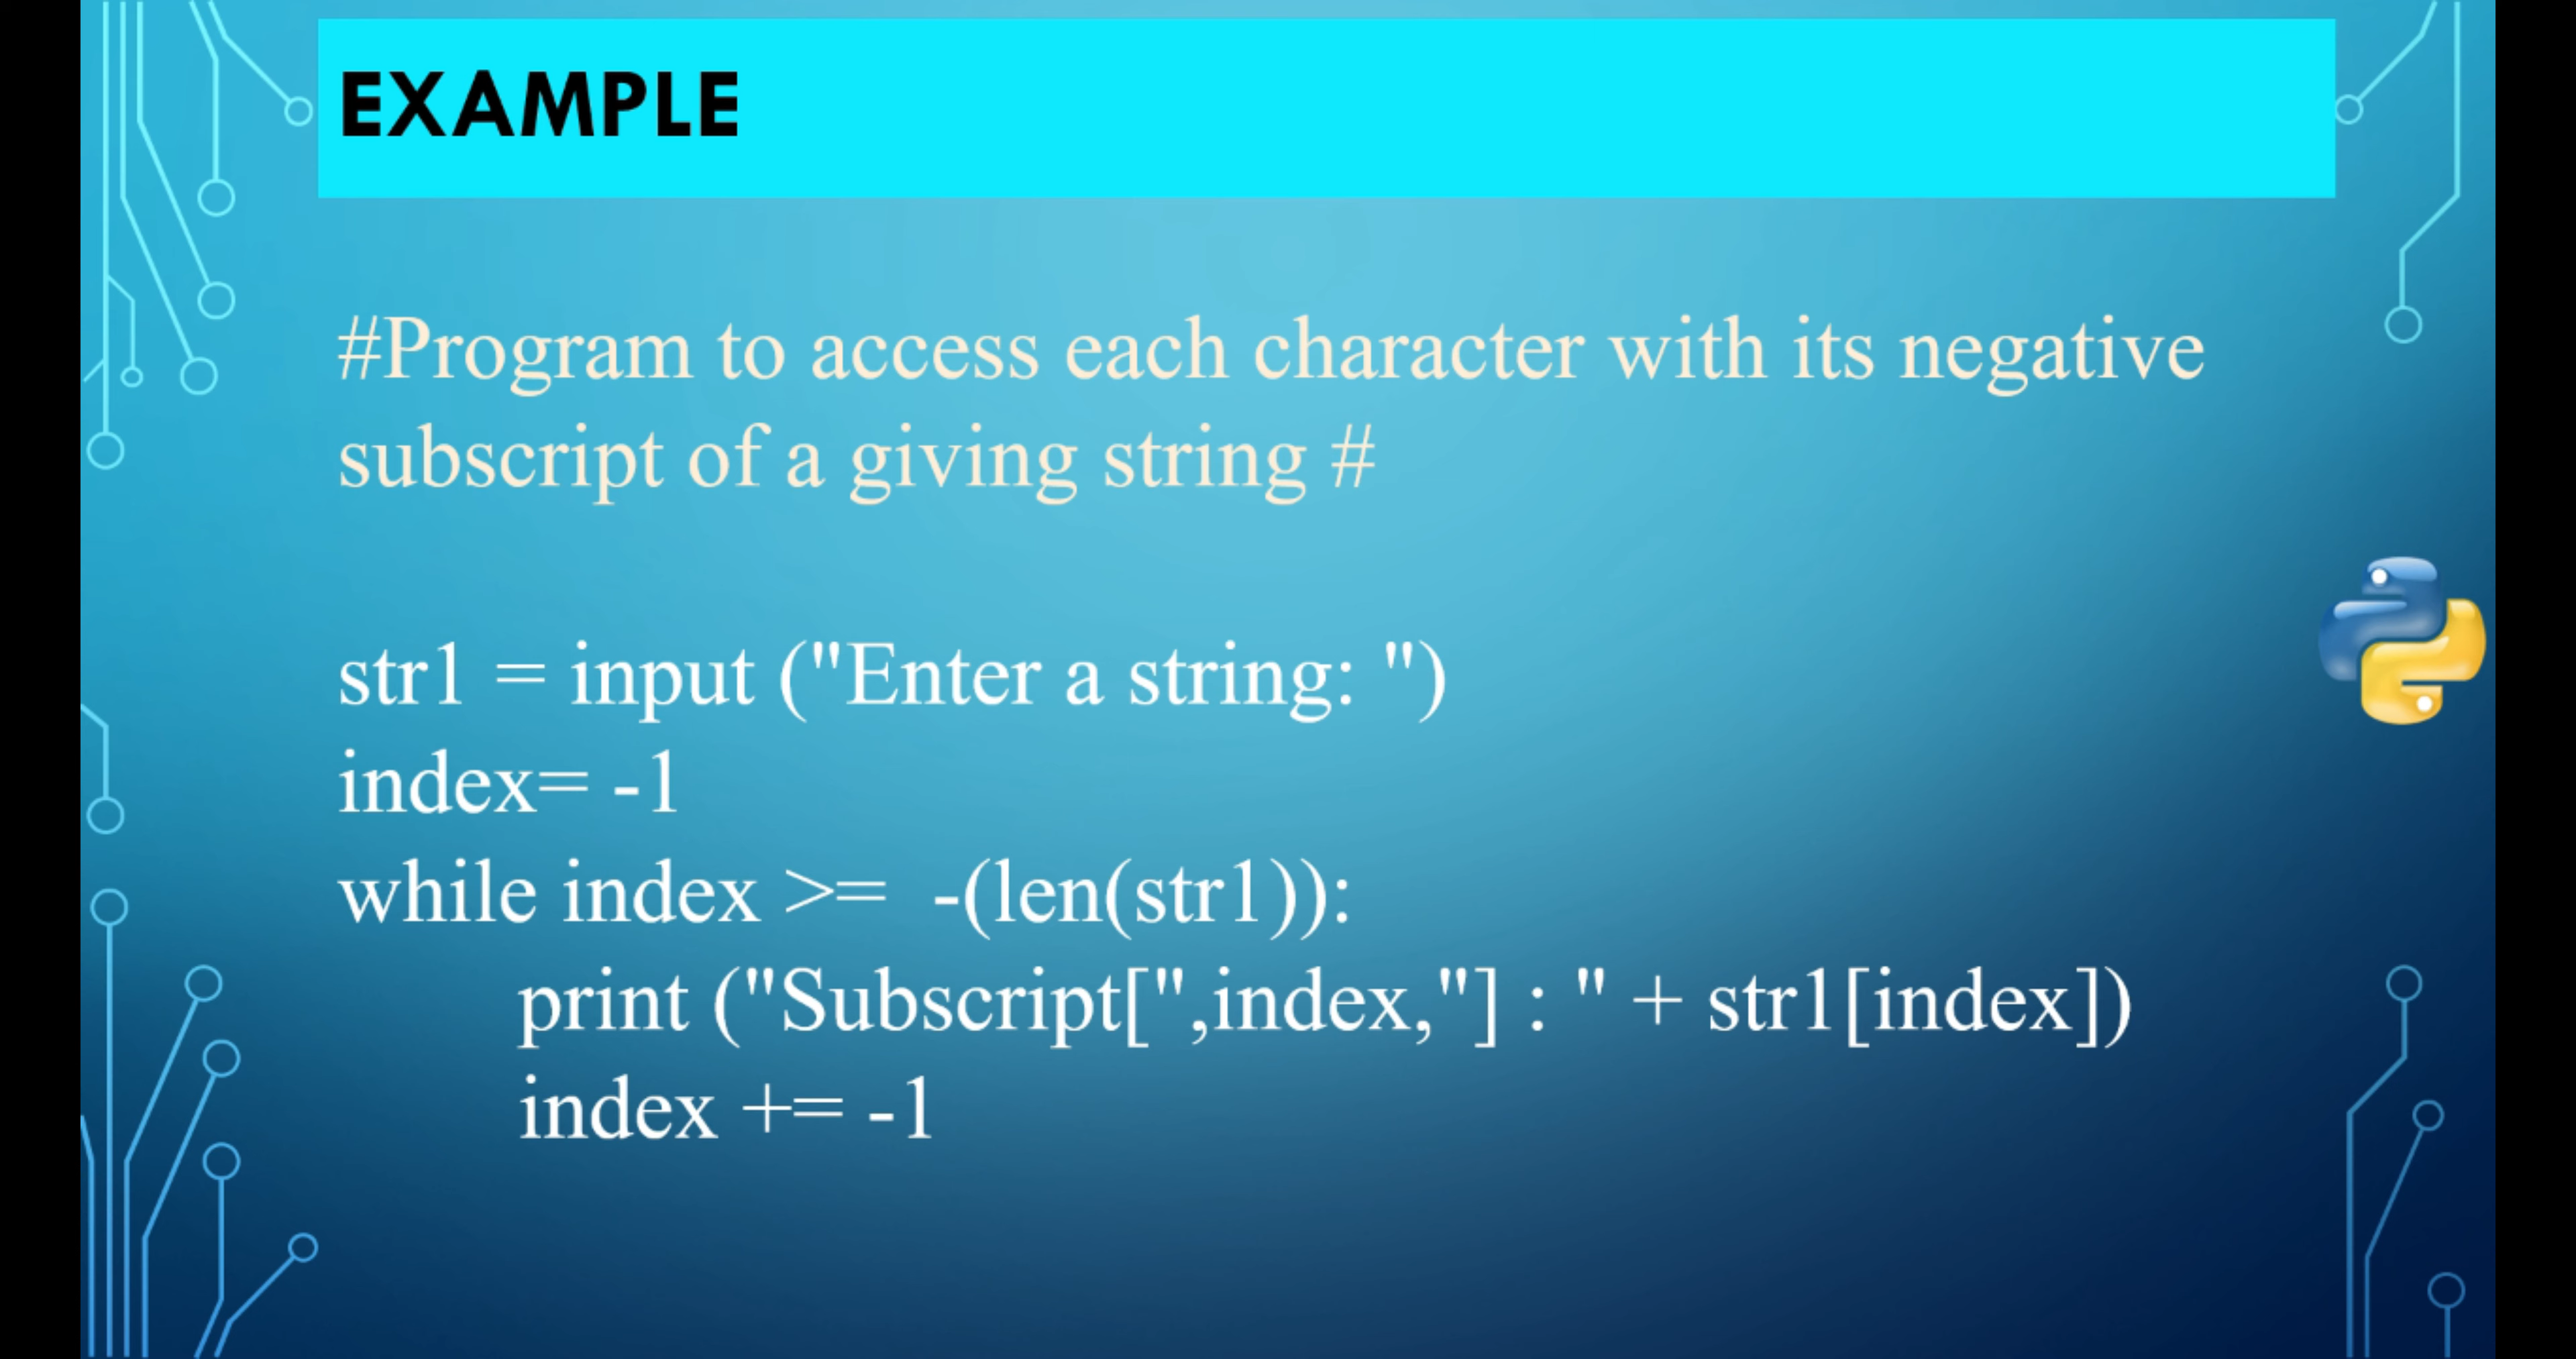 EXAMPLE
#Program to access each character with its negative
subscript of a giving string #
str1 = input ("Enter a string: ")
index= -1
while index >=  -(len(str1)):
print ("Subscript[",index,"] : " + str1[index])
index += -1